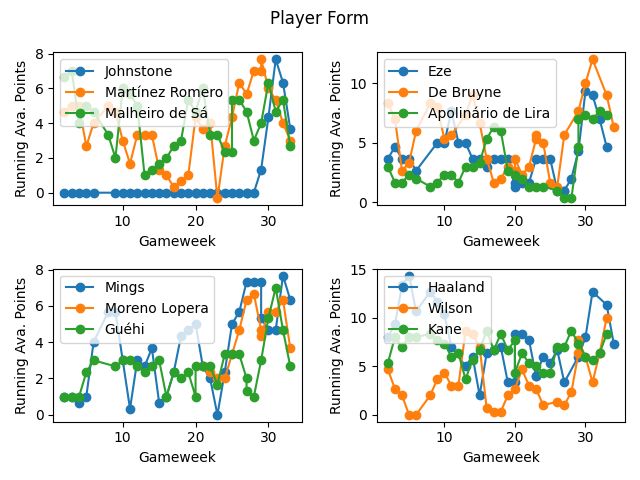 Player Form
Running Ava. Points
8
6
4
2
0
Johnstone
Martínez Romero
Malheiro de Sá
10
20
30
Gameweek
Running Ava. Points
10
5
0
Eze
De Bruyne
Apolinário de Lira
10
20
30
Gameweek
Running Ava. Points
8
6
4
2
0
Mings
Moreno Lopera
Guéhi
10
20
30
Gameweek
Running Ava. Points
15
10
5
0
Haaland
Wilson
Kane
10
20
30
Gameweek